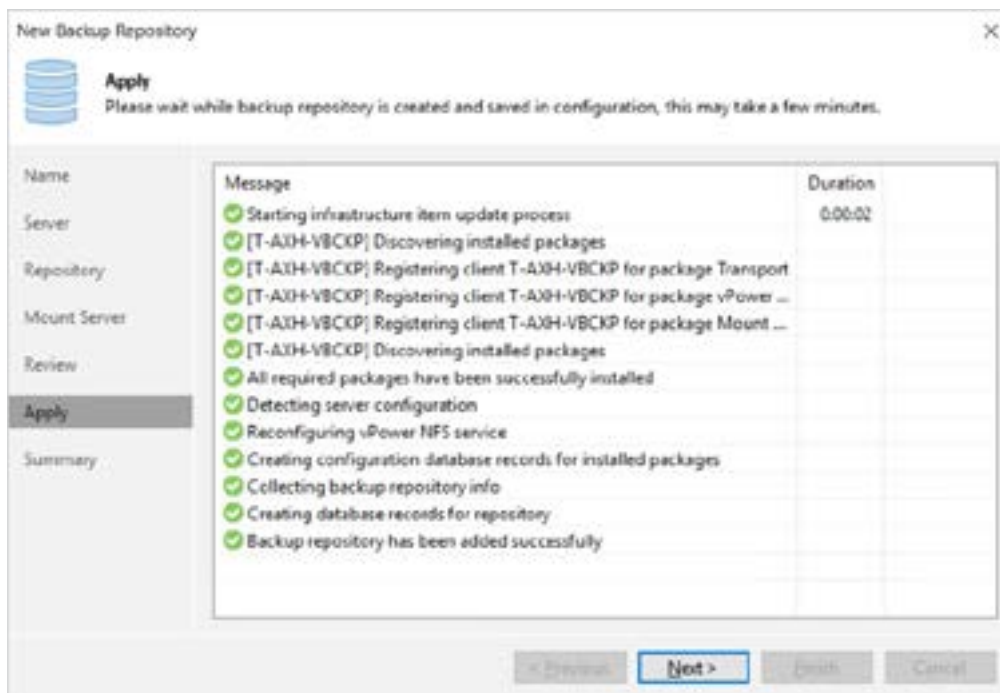 New Backup Repository
Apply
Please wait while backup repository is created and saved in configuration, this may take a few minutes.
Name
Server
Repository
Mount Server
Review
Apply
Summary
Message Duration
Starting infrastructure item update process 0:00:02
[T-AXH-VBCKP] Discovering installed packages
[T-AXH-VBCKP] Registering client T-AXH-VBCKP for package Transport
[T-AXH-VBCKP] Registering client T-AXH-VBCKP for package vPower ...
[T-AXH-VBCKP] Registering client T-AXH-VBCKP for package Mount ...
[T-AXH-VBCKP] Discovering installed packages
All required packages have been successfully installed
Detecting server configuration
Reconfiguring vPower NFS service
Creating configuration database records for installed packages
Collecting backup repository info
Creating database records for repository
Backup repository has been added successfully
< Previous Next > Finish Cancel